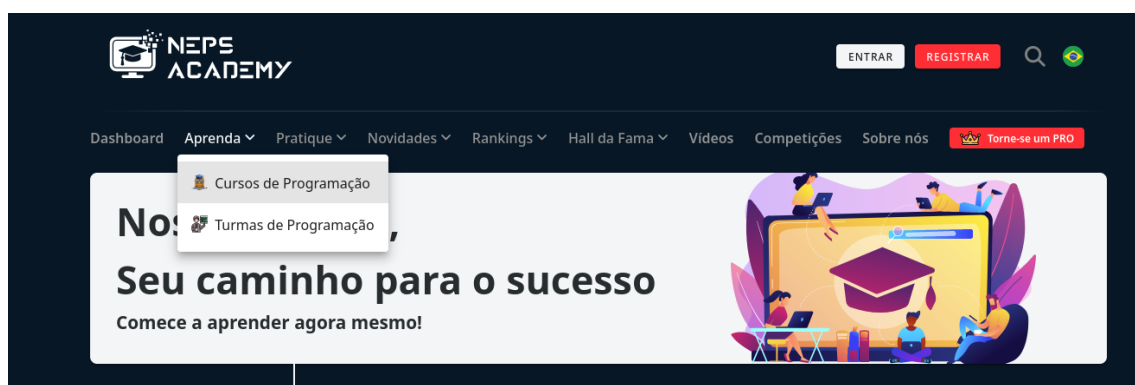 NEPS
ACADEMY
ENTRAR
REGISTRAR
Dashboard
Aprenda
Pratique
Novidades
Rankings
Hall da Fama
Vídeos
Competições
Sobre nós
Torne-se um PRO
Cursos de Programação
Turmas de Programação
Nos
,
Seu caminho para o sucesso
Comece a aprender agora mesmo!